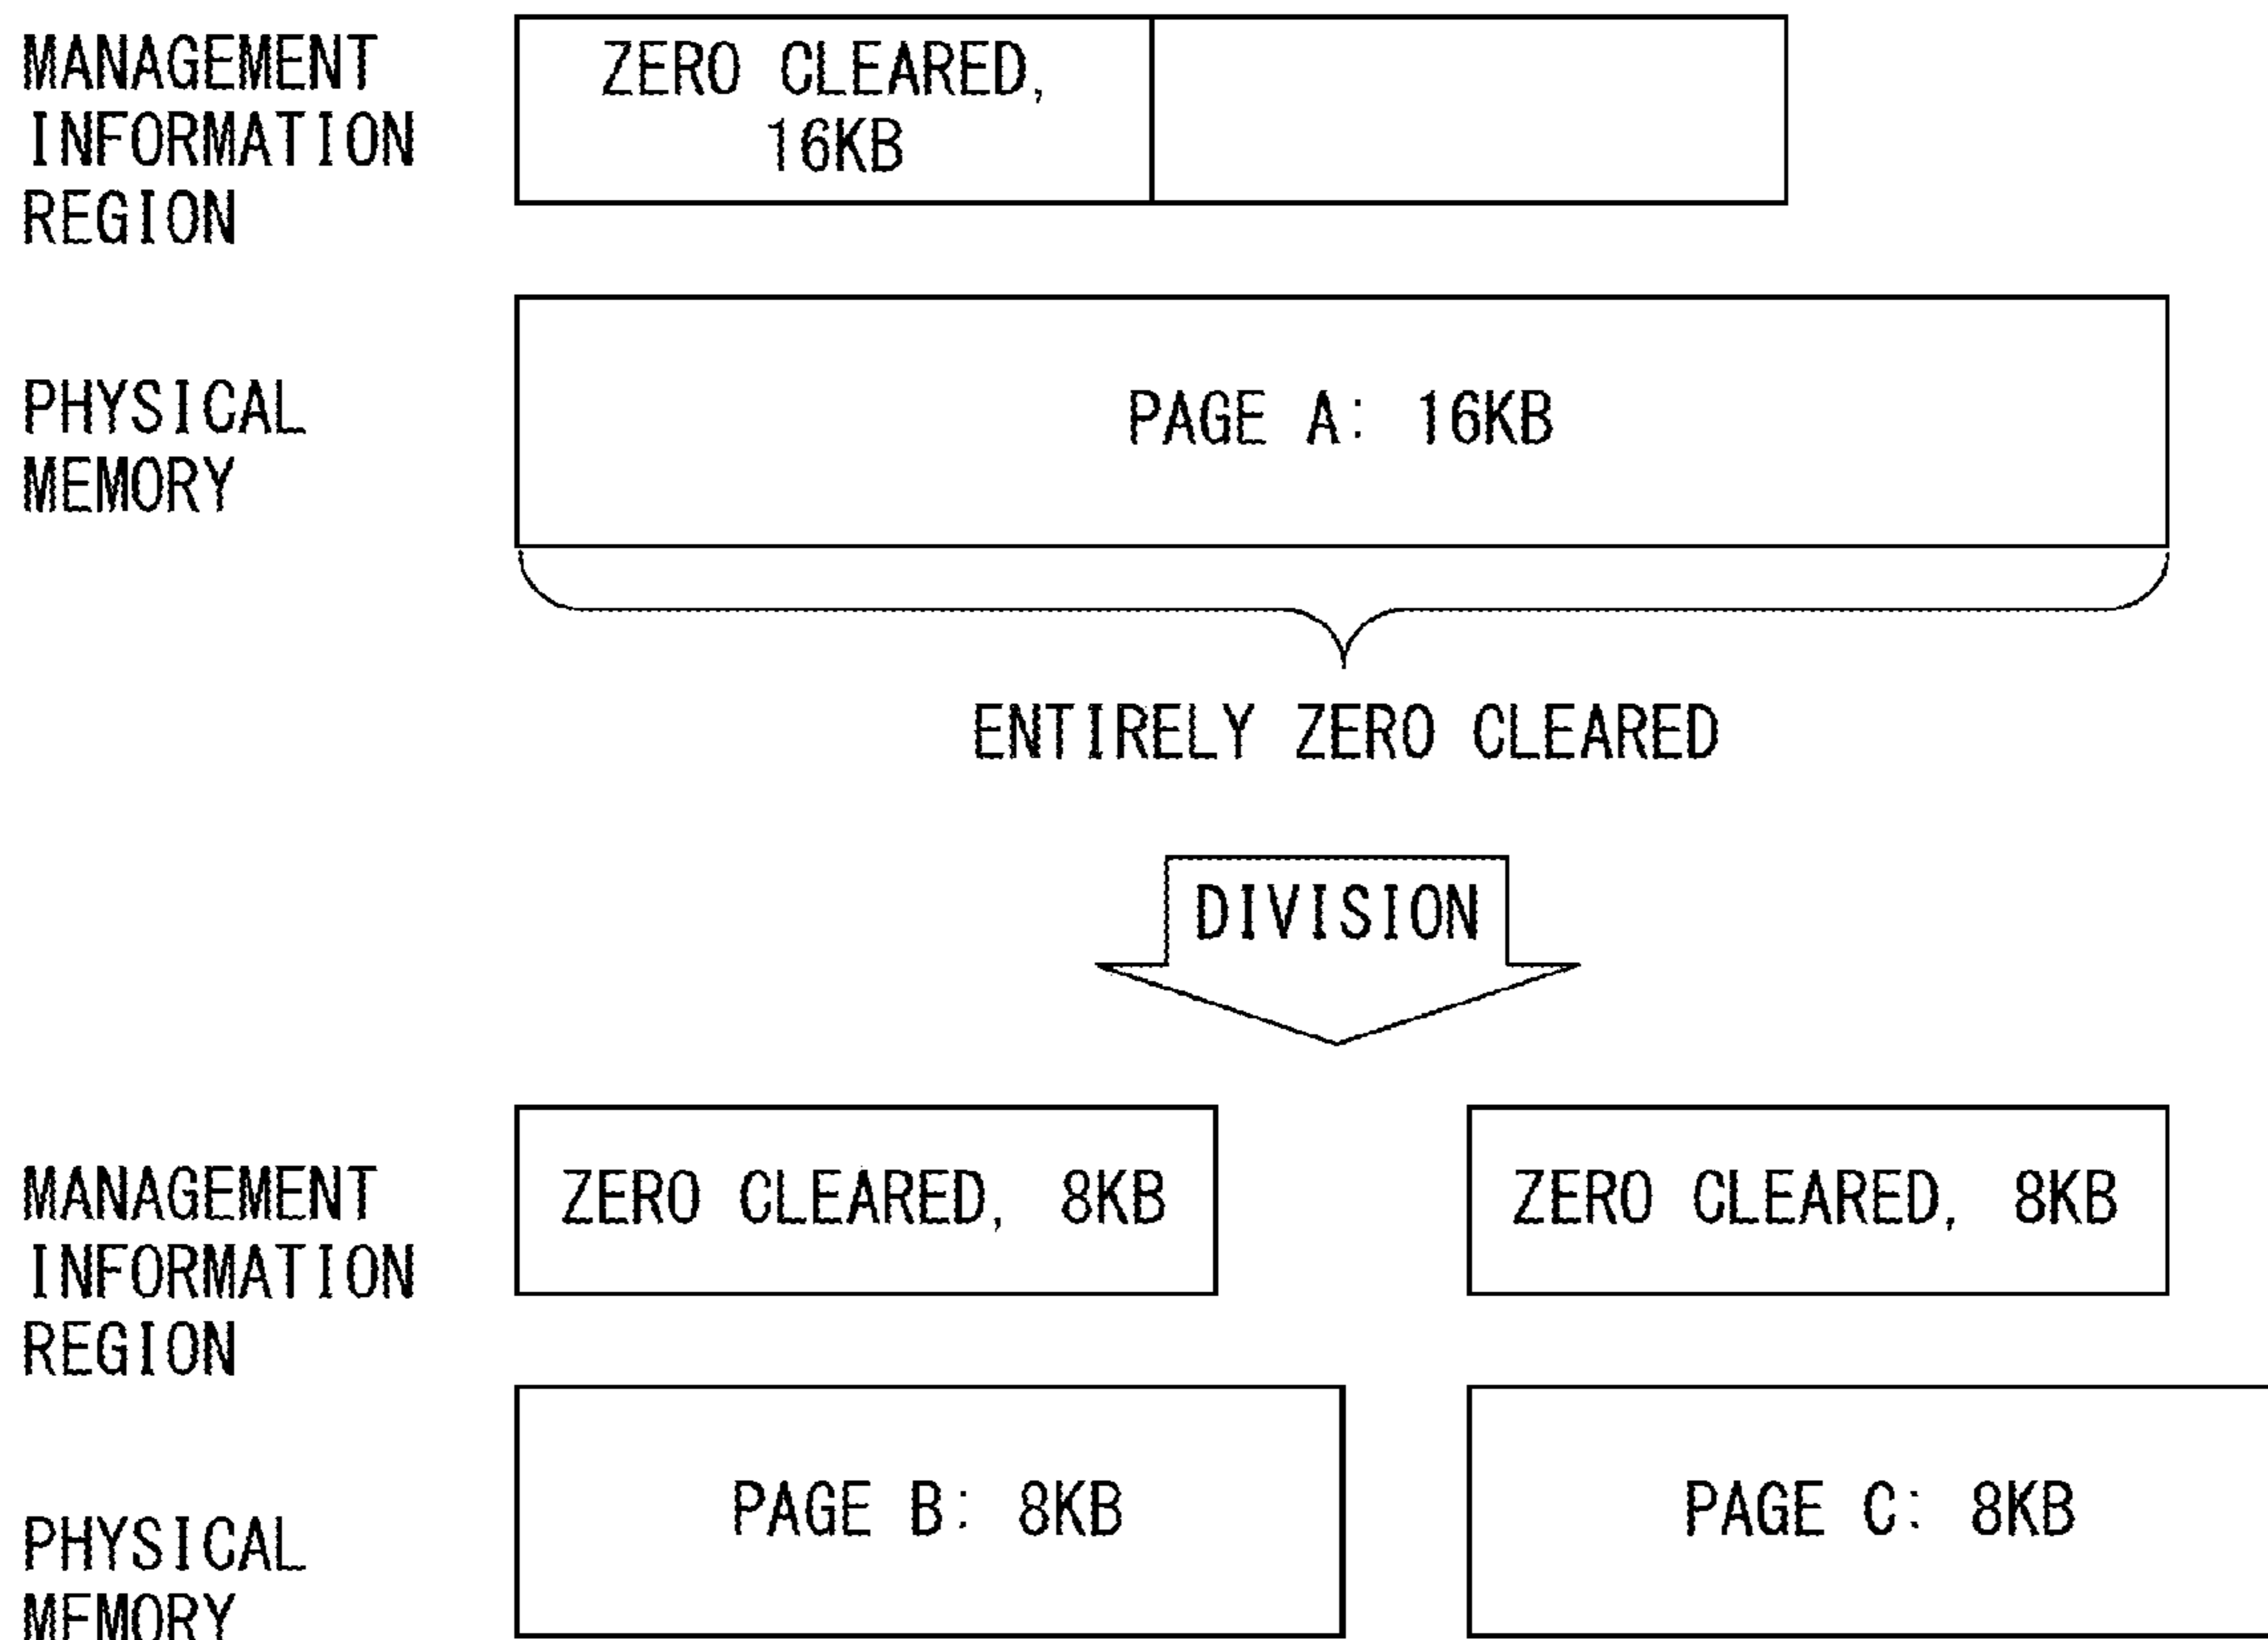 MANAGEMENT
INFORMATION
REGION
ZERO CLEARED,
16KB
PHYSICAL
MEMORY
PAGE A: 16KB
ENTIRELY ZERO CLEARED
DIVISION
MANAGEMENT
INFORMATION
REGION
ZERO CLEARED, 8KB
ZERO CLEARED, 8KB
PHYSICAL
MEMORY
PAGE B: 8KB
PAGE C: 8KB